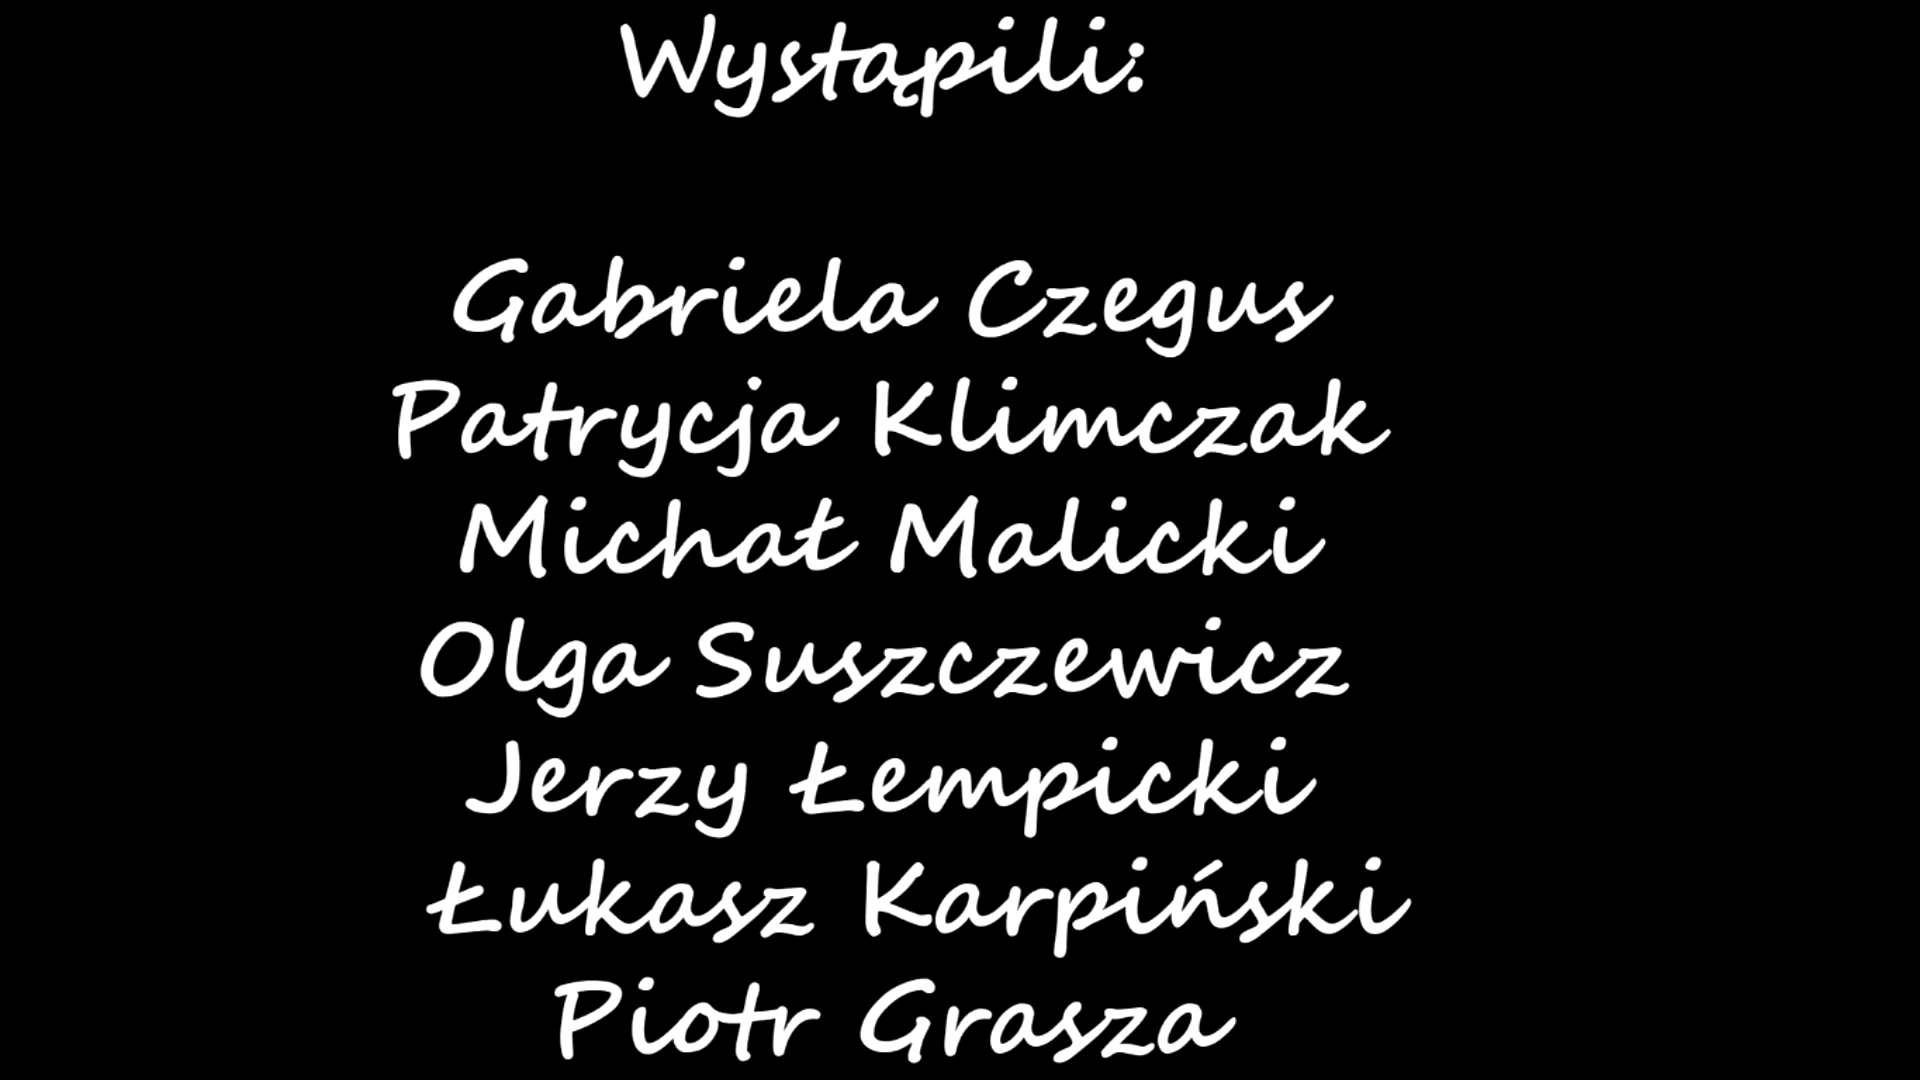 Wystąpili:
Gabriela Czegus
Patrycja Klimczak
Michał Malicki
Olga Suszczewicz
Jerzy Łempicki
Łukasz Karpiński
Piotr Grasza